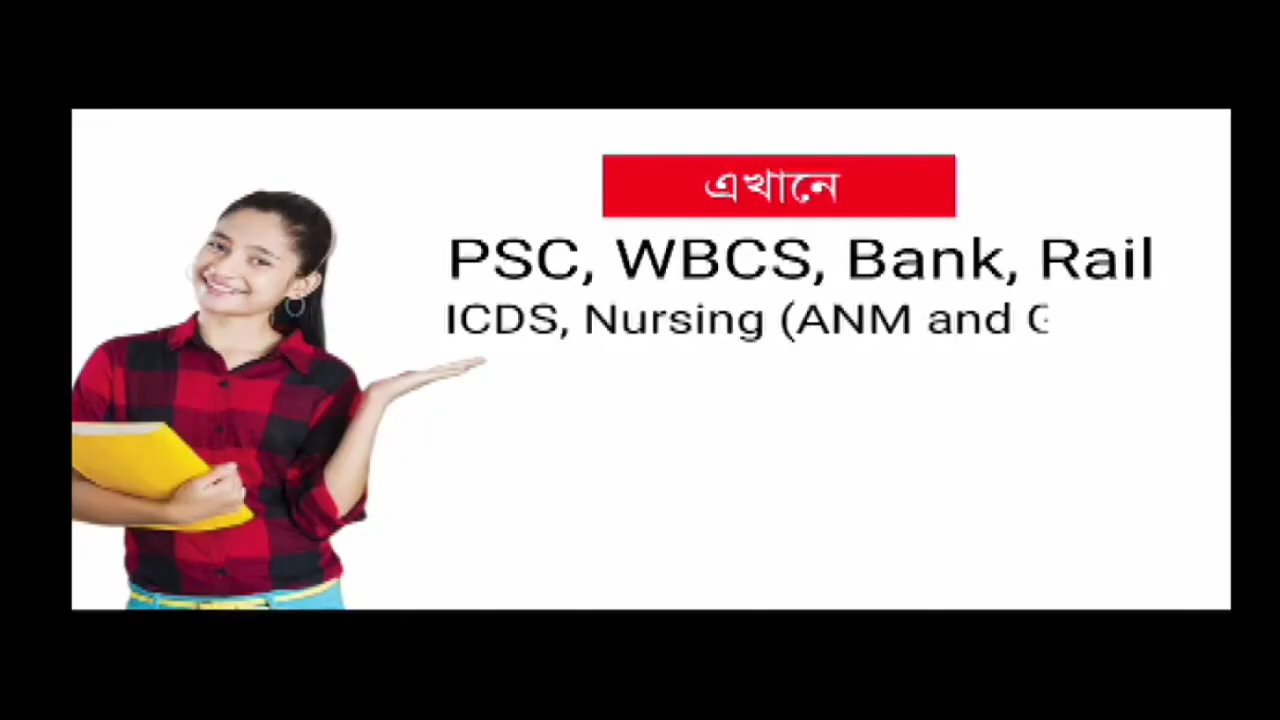 এখানে
PSC, WBCS, Bank, Rail
ICDS, Nursing (ANM and